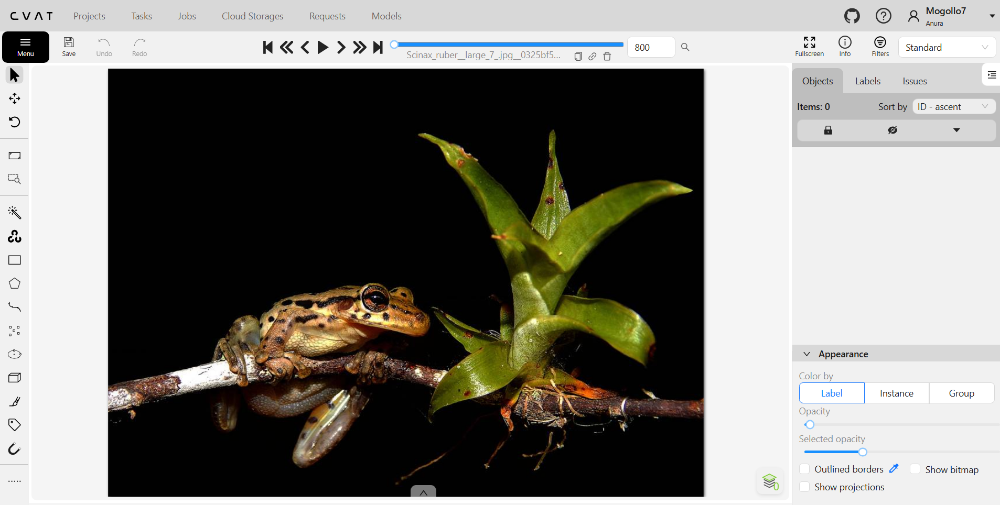 CVAT Projects Tasks Jobs Cloud Storages Requests Models Mogollo7
Anura
Menu Save Undo Redo 800 Fullscreen Info Filters Standard
Scinax_ruber__large_7_.jpg__0325bf5...
Objects Labels Issues
Items: 0 Sort by ID - ascent
Appearance
Color by
Label Instance Group
Opacity
Selected opacity
Outlined borders Show bitmap
Show projections
0